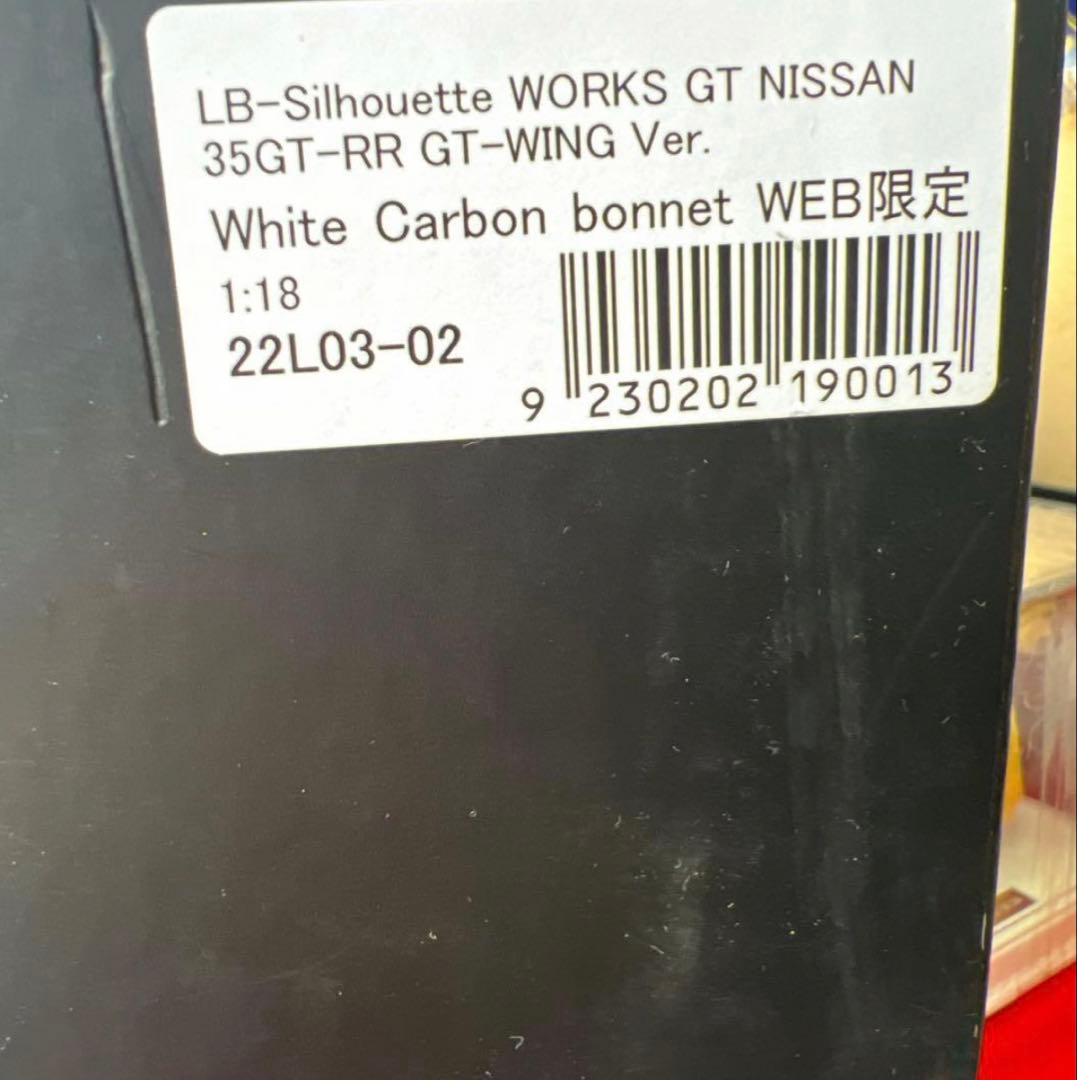 LB-Silhouette WORKS GT NISSAN
35GT-RR GT-WING Ver.
White Carbon bonnet WEB限定
1:18
22L03-02
9 230202 190013